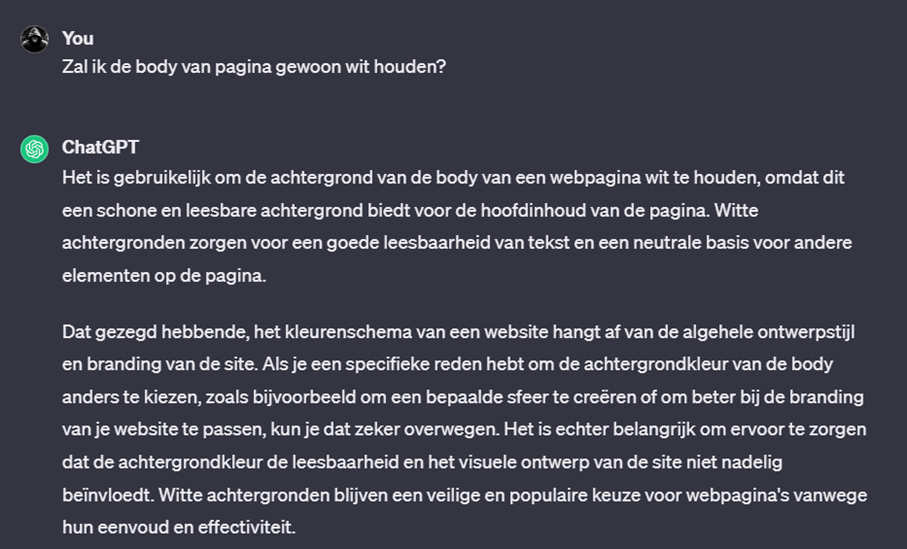 You
Zal ik de body van pagina gewoon wit houden?
ChatGPT
Het is gebruikelijk om de achtergrond van de body van een webpagina wit te houden, omdat dit
een schone en leesbare achtergrond biedt voor de hoofdinhoud van de pagina. Witte
achtergronden zorgen voor een goede leesbaarheid van tekst en een neutrale basis voor andere
elementen op de pagina.
Dat gezegd hebbende, het kleurenschema van een website hangt af van de algehele ontwerpstijl
en branding van de site. Als je een specifieke reden hebt om de achtergrondkleur van de body
anders te kiezen, zoals bijvoorbeeld om een bepaalde sfeer te creëren of om beter bij de branding
van je website te passen, kun je dat zeker overwegen. Het is echter belangrijk om ervoor te zorgen
dat de achtergrondkleur de leesbaarheid en het visuele ontwerp van de site niet nadelig
beïnvloedt. Witte achtergronden blijven een veilige en populaire keuze voor webpagina's vanwege
hun eenvoud en effectiviteit.